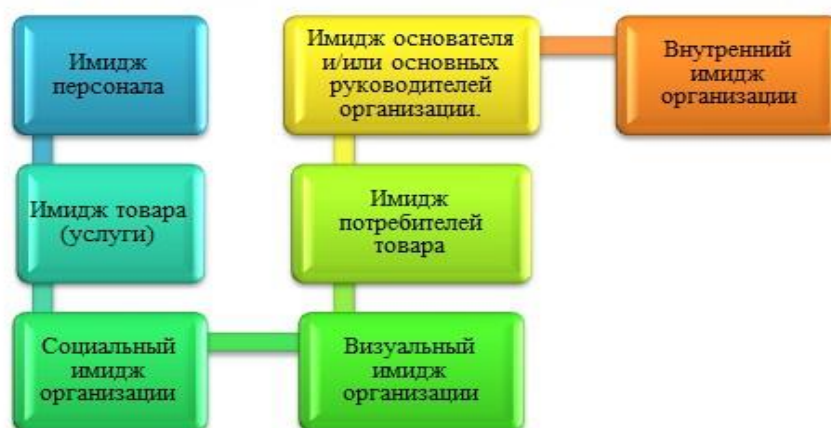 Имидж
персонала
Имидж товара
(услуги)
Социальный
имидж
организации
Визуальный
имидж
организации
Имидж
потребителей
товара
Имидж основателя
и/или основных
руководителей
организации.
Внутренний
имидж
организации